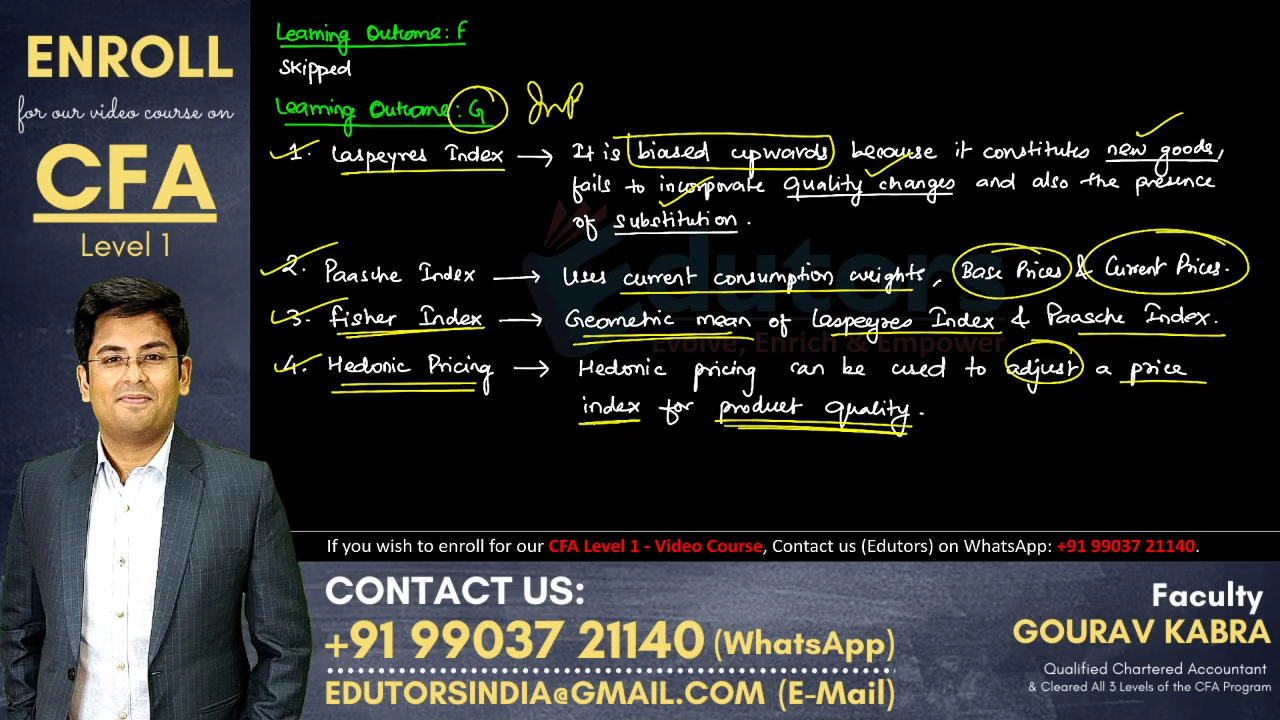 ENROLL
for our video course on
CFA
Level 1
Learning Outcome: F
Skipped
Learning Outcome: G Imp
1. Laspeyres Index → It is biased upwards because it constitutes new goods,
fails to incorporate quality changes and also the presence
of substitution.
2. Paasche Index → Uses current consumption weights, Base Prices & Current Prices.
3. Fisher Index → Geometric mean of Laspeyres Index & Paasche Index.
4. Hedonic Pricing → Hedonic pricing can be used to adjust a price
index for product quality.
edutors
Evolve, Enrich & Empower
If you wish to enroll for our CFA Level 1 - Video Course, Contact us (Edutors) on WhatsApp: +91 99037 21140.
CONTACT US:
+91 99037 21140 (WhatsApp)
EDUTORSINDIA@GMAIL.COM (E-Mail)
Faculty
GOURAV KABRA
Qualified Chartered Accountant
& Cleared All 3 Levels of the CFA Program